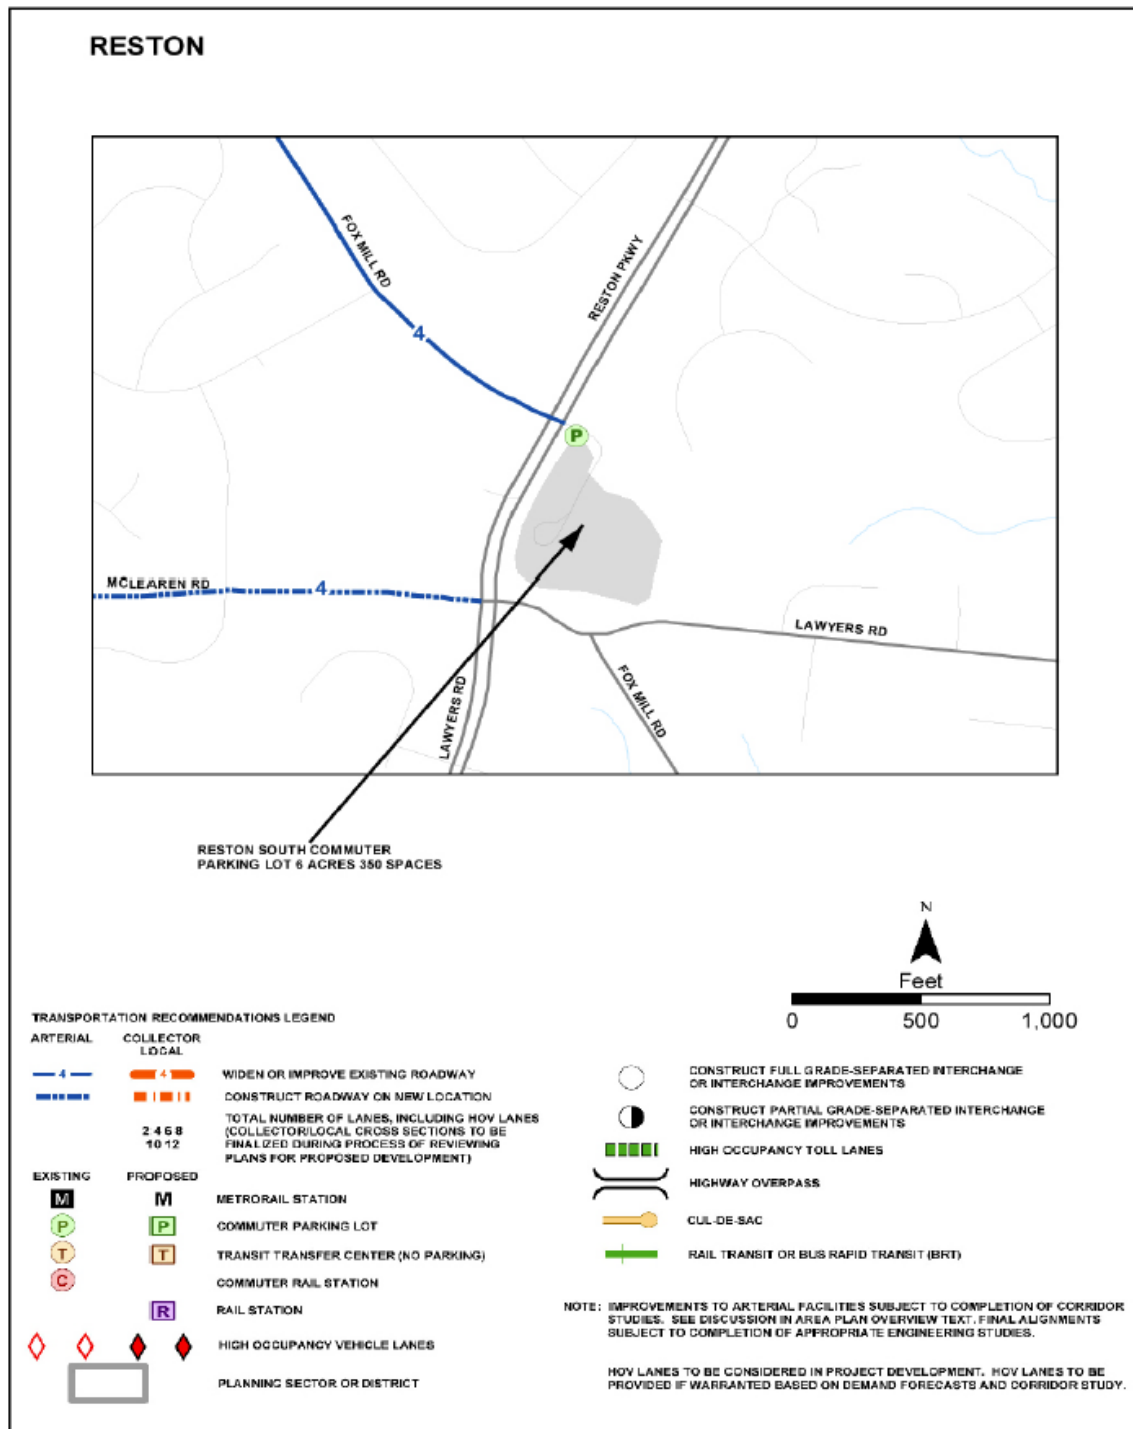 RESTON
FOX MILL RD
RESTON PKWY
4
P
MCLEAREN RD
4
LAWYERS RD
LAWYERS RD
FOX MILL RD
RESTON SOUTH COMMUTER
PARKING LOT 6 ACRES 350 SPACES
N
Feet
0 500 1,000
TRANSPORTATION RECOMMENDATIONS LEGEND
ARTERIAL
COLLECTOR
LOCAL
4 4 WIDEN OR IMPROVE EXISTING ROADWAY
CONSTRUCT ROADWAY ON NEW LOCATION
2 4 6 8
10 12
TOTAL NUMBER OF LANES, INCLUDING HOV LANES
(COLLECTOR/LOCAL CROSS SECTIONS TO BE
FINALIZED DURING PROCESS OF REVIEWING
PLANS FOR PROPOSED DEVELOPMENT)
EXISTING PROPOSED
M M METRORAIL STATION
P P COMMUTER PARKING LOT
T T TRANSIT TRANSFER CENTER (NO PARKING)
C COMMUTER RAIL STATION
R RAIL STATION
HIGH OCCUPANCY VEHICLE LANES
PLANNING SECTOR OR DISTRICT
CONSTRUCT FULL GRADE-SEPARATED INTERCHANGE
OR INTERCHANGE IMPROVEMENTS
CONSTRUCT PARTIAL GRADE-SEPARATED INTERCHANGE
OR INTERCHANGE IMPROVEMENTS
HIGH OCCUPANCY TOLL LANES
HIGHWAY OVERPASS
CUL-DE-SAC
RAIL TRANSIT OR BUS RAPID TRANSIT (BRT)
NOTE: IMPROVEMENTS TO ARTERIAL FACILITIES SUBJECT TO COMPLETION OF CORRIDOR
STUDIES. SEE DISCUSSION IN AREA PLAN OVERVIEW TEXT. FINAL ALIGNMENTS
SUBJECT TO COMPLETION OF APPROPRIATE ENGINEERING STUDIES.
HOV LANES TO BE CONSIDERED IN PROJECT DEVELOPMENT. HOV LANES TO BE
PROVIDED IF WARRANTED BASED ON DEMAND FORECASTS AND CORRIDOR STUDY.